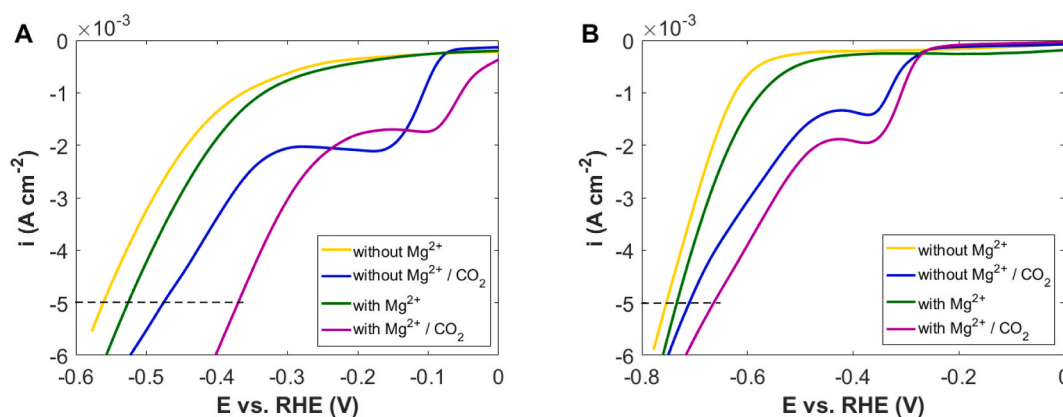 A
×10⁻³
0
-1
-2
-3
-4
-5
-6
i (A cm⁻²)
-0.6 -0.5 -0.4 -0.3 -0.2 -0.1 0
E vs. RHE (V)
without Mg²⁺
without Mg²⁺ / CO₂
with Mg²⁺
with Mg²⁺ / CO₂
B
×10⁻³
0
-1
-2
-3
-4
-5
-6
i (A cm⁻²)
-0.8 -0.6 -0.4 -0.2 0
E vs. RHE (V)
without Mg²⁺
without Mg²⁺ / CO₂
with Mg²⁺
with Mg²⁺ / CO₂